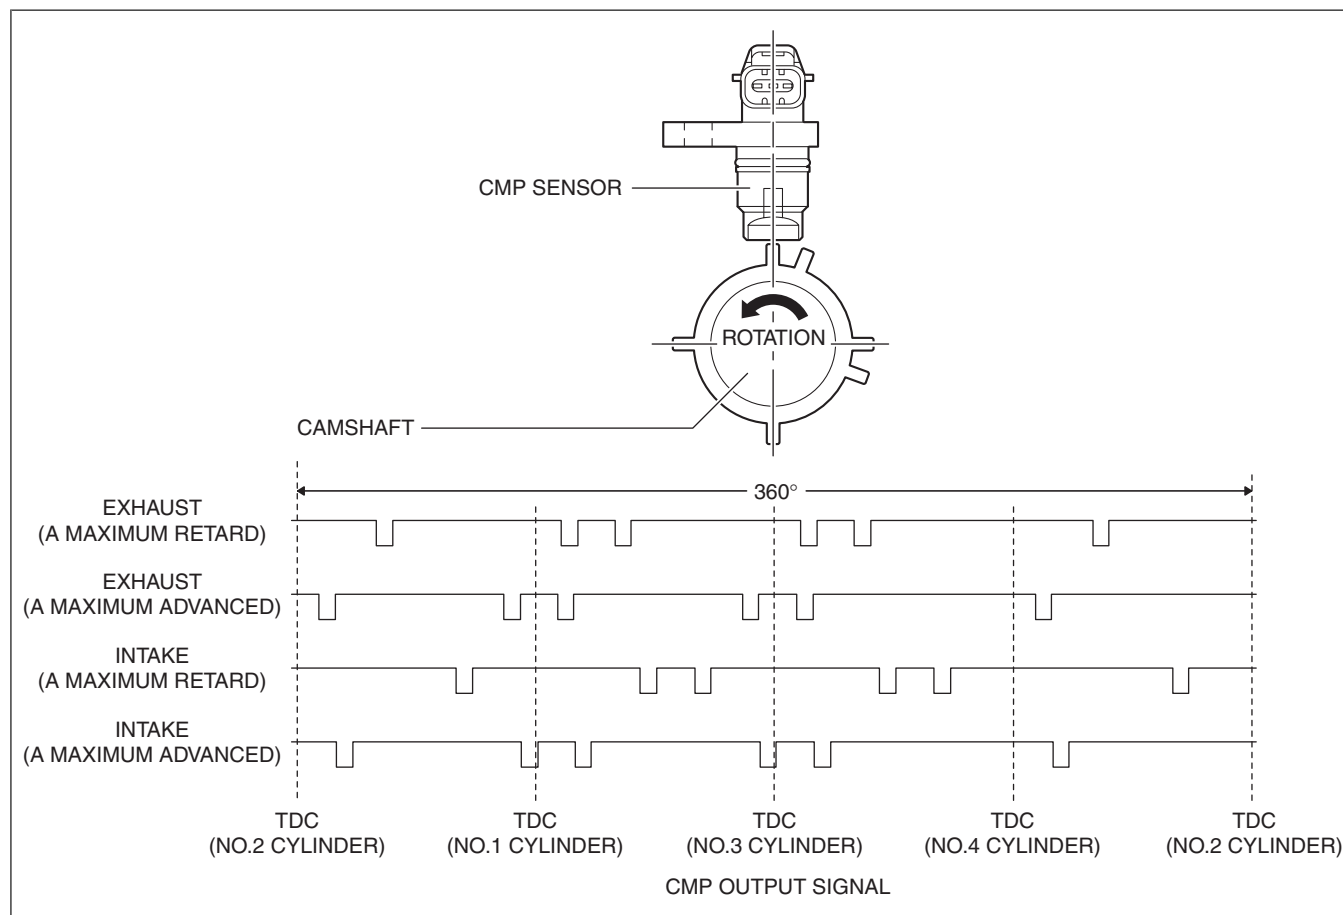 CMP SENSOR
ROTATION
CAMSHAFT
360°
EXHAUST
(A MAXIMUM RETARD)
EXHAUST
(A MAXIMUM ADVANCED)
INTAKE
(A MAXIMUM RETARD)
INTAKE
(A MAXIMUM ADVANCED)
TDC
(NO.2 CYLINDER)
TDC
(NO.1 CYLINDER)
TDC
(NO.3 CYLINDER)
TDC
(NO.4 CYLINDER)
TDC
(NO.2 CYLINDER)
CMP OUTPUT SIGNAL